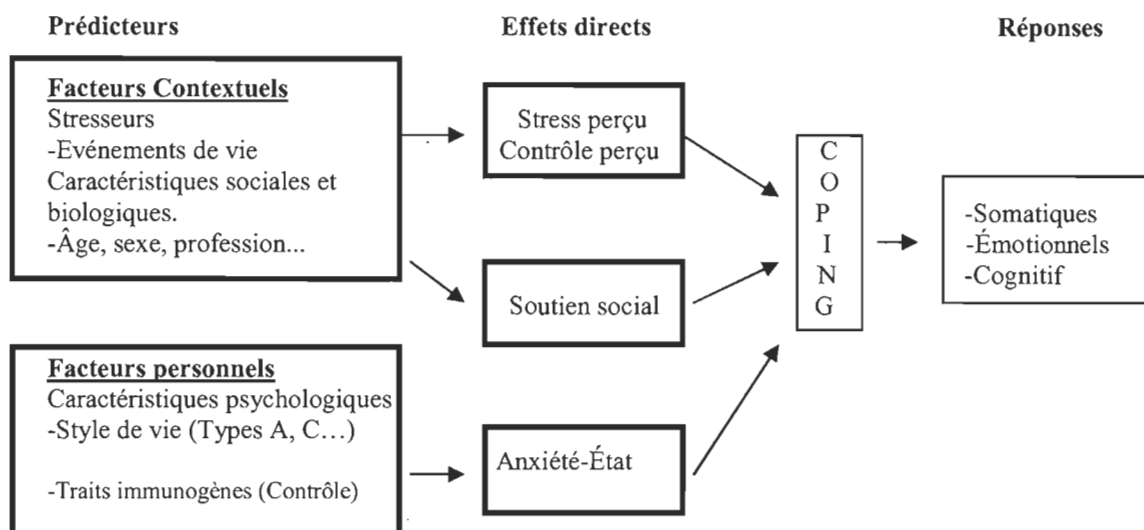 Prédicteurs
Effets directs
Réponses
Facteurs Contextuels
Stresseurs
-Evénements de vie
Caractéristiques sociales et
biologiques.
-Âge, sexe, profession...
Facteurs personnels
Caractéristiques psychologiques
-Style de vie (Types A, C...)
-Traits immunogènes (Contrôle)
Stress perçu
Contrôle perçu
Soutien social
Anxiété-État
C
O
P
I
N
G
-Somatiques
-Émotionnels
-Cognitif